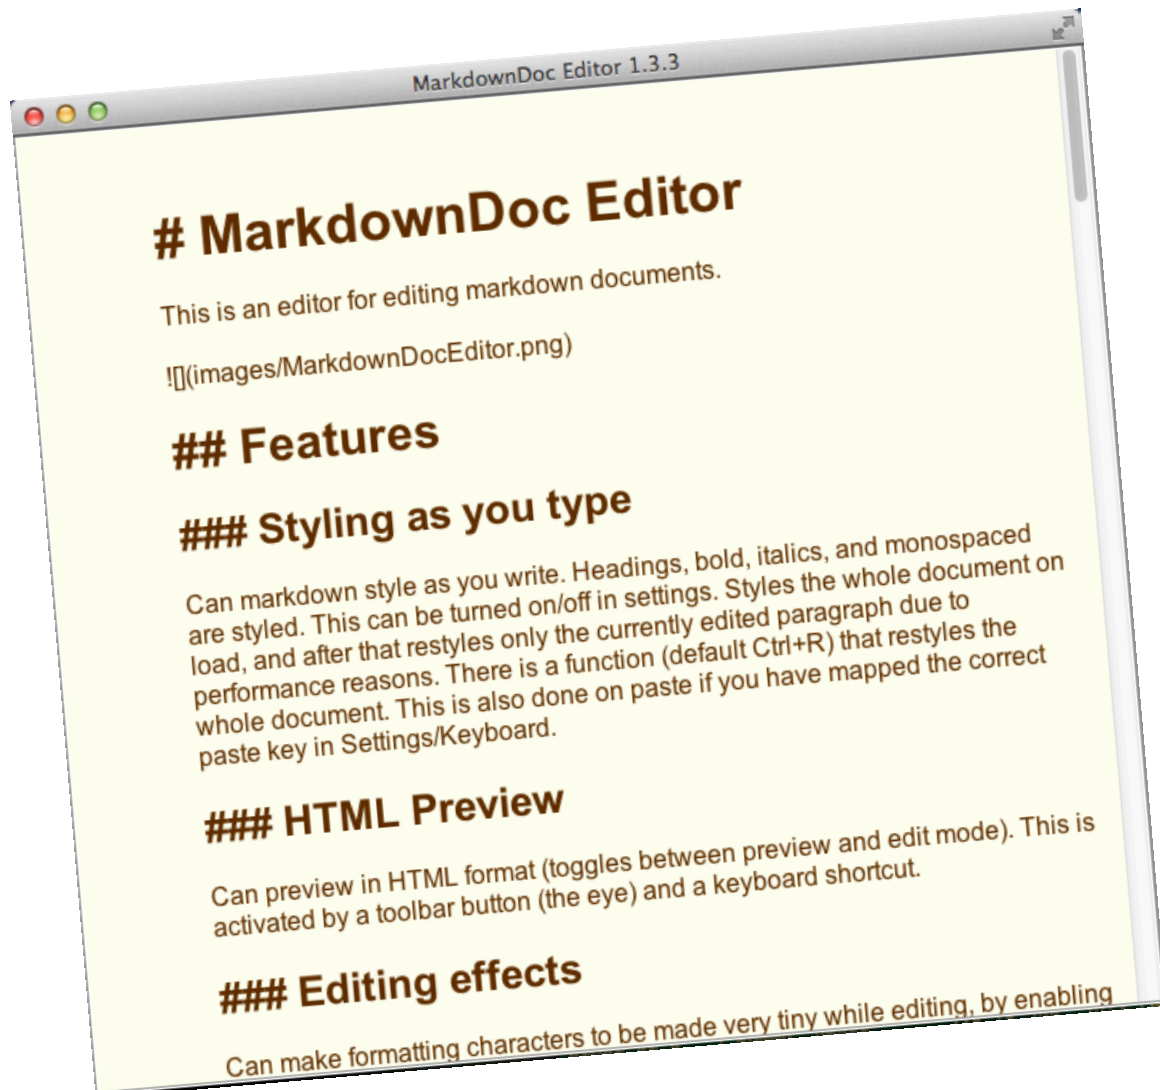 MarkdownDoc Editor 1.3.3
# MarkdownDoc Editor
This is an editor for editing markdown documents.
![](images/MarkdownDocEditor.png)
## Features
### Styling as you type
Can markdown style as you write. Headings, bold, italics, and monospaced
are styled. This can be turned on/off in settings. Styles the whole document on
load, and after that restyles only the currently edited paragraph due to
performance reasons. There is a function (default Ctrl+R) that restyles the
whole document. This is also done on paste if you have mapped the correct
paste key in Settings/Keyboard.
### HTML Preview
Can preview in HTML format (toggles between preview and edit mode). This is
activated by a toolbar button (the eye) and a keyboard shortcut.
### Editing effects
Can make formatting characters to be made very tiny while editing, by enabling